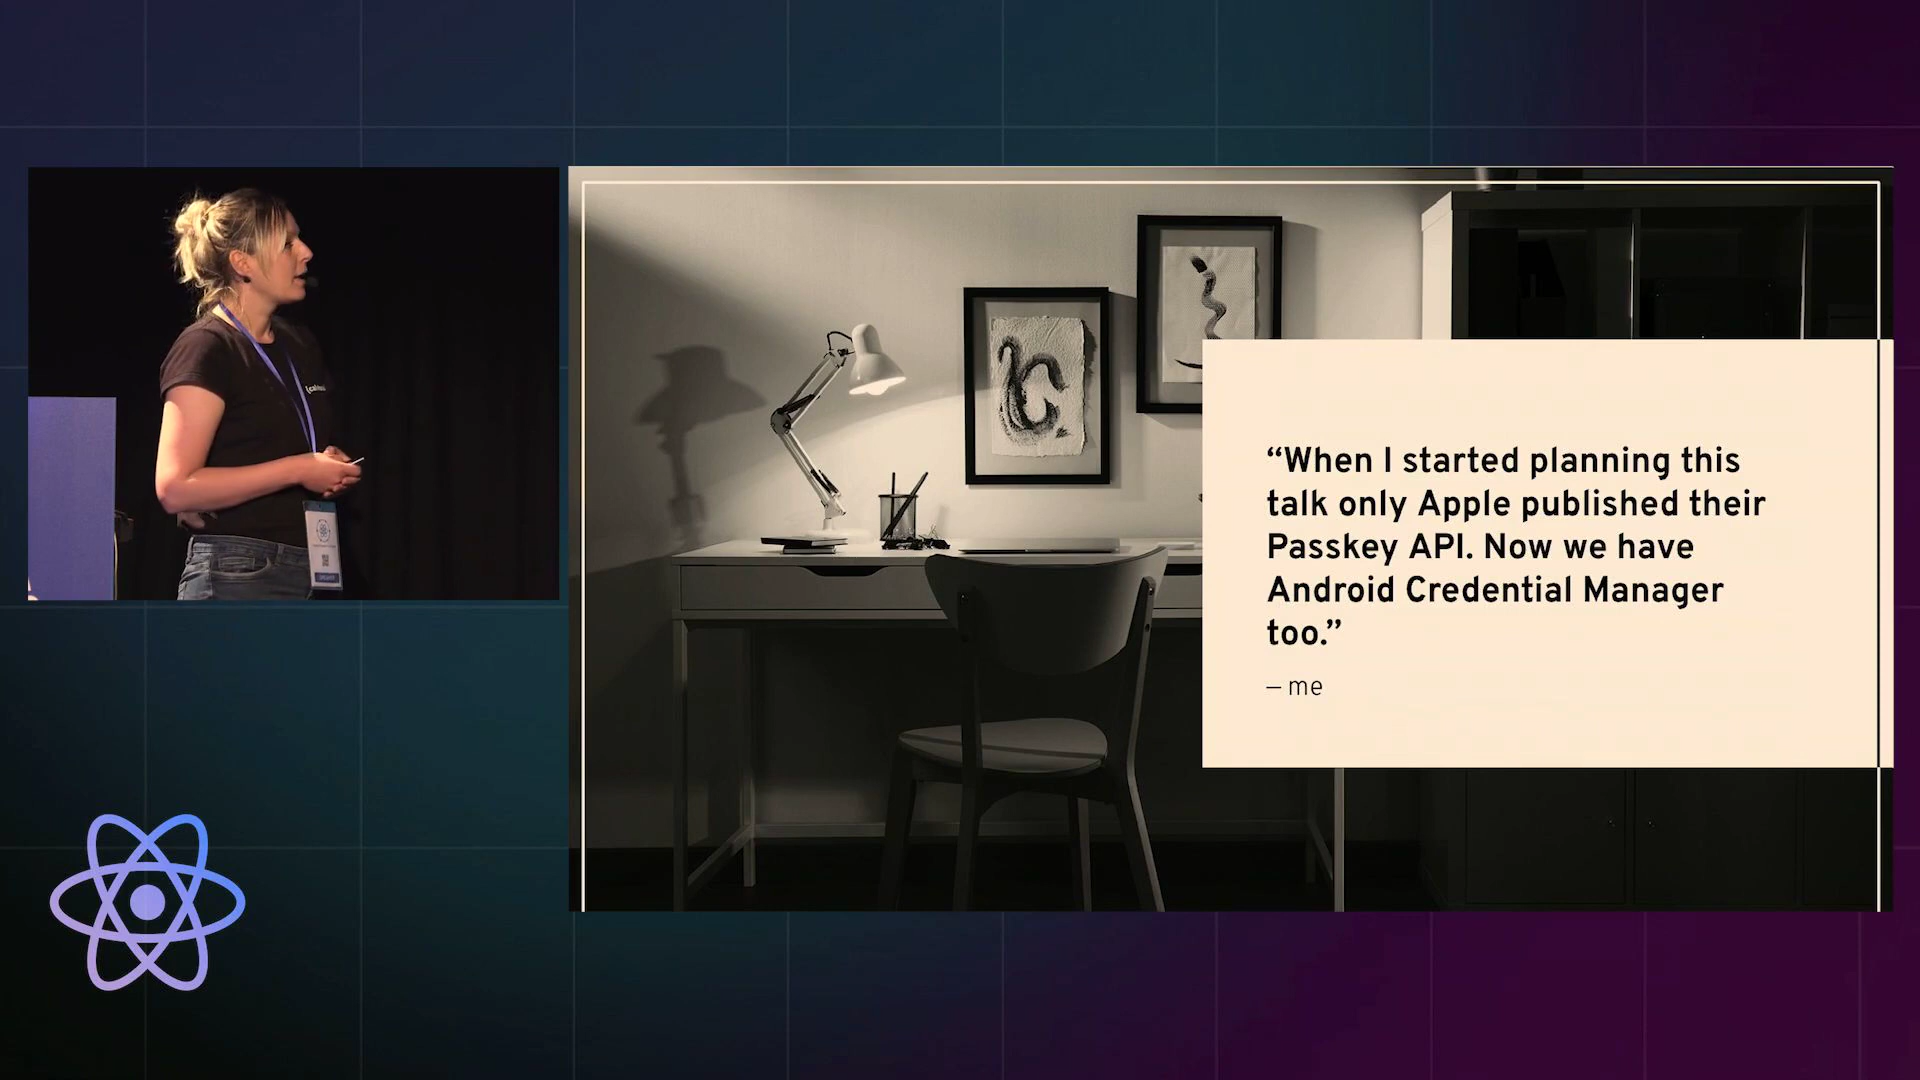 “When I started planning this
talk only Apple published their
Passkey API. Now we have
Android Credential Manager
too.”
– me